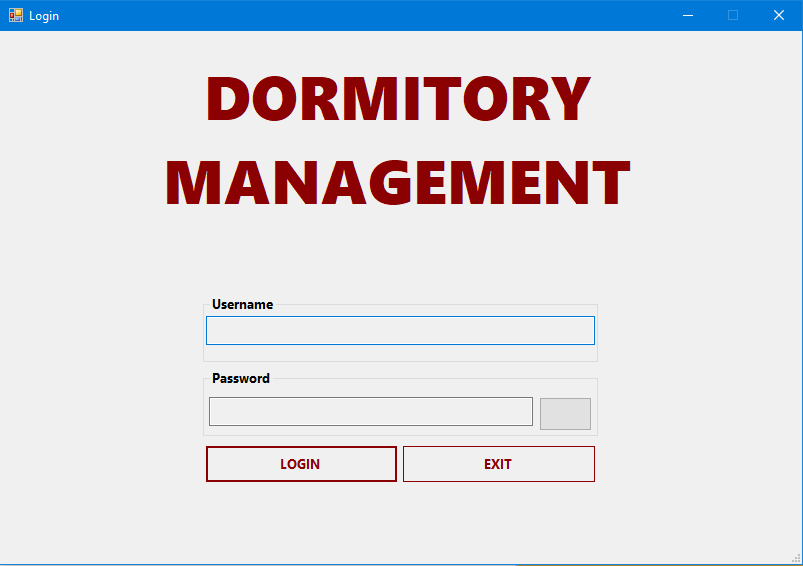 Login
DORMITORY
MANAGEMENT
Username
Password
LOGIN EXIT